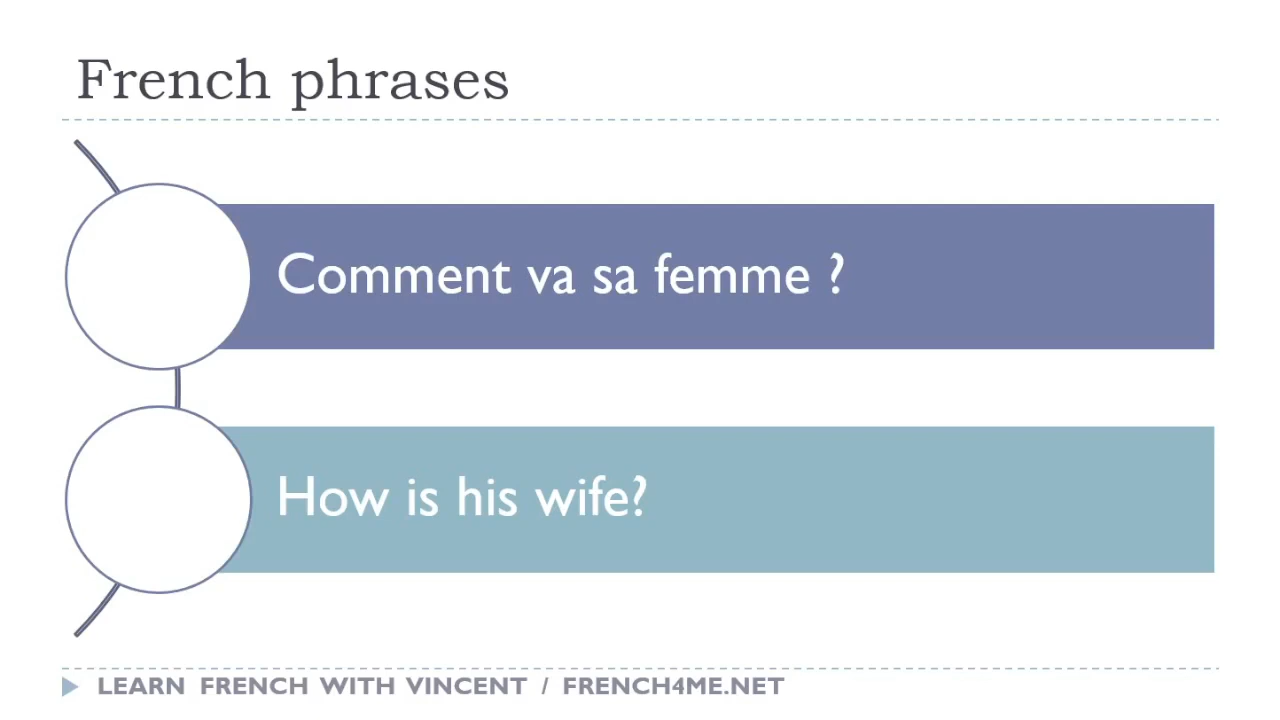 French phrases
Comment va sa femme ?
How is his wife?
LEARN FRENCH WITH VINCENT / FRENCH4ME.NET